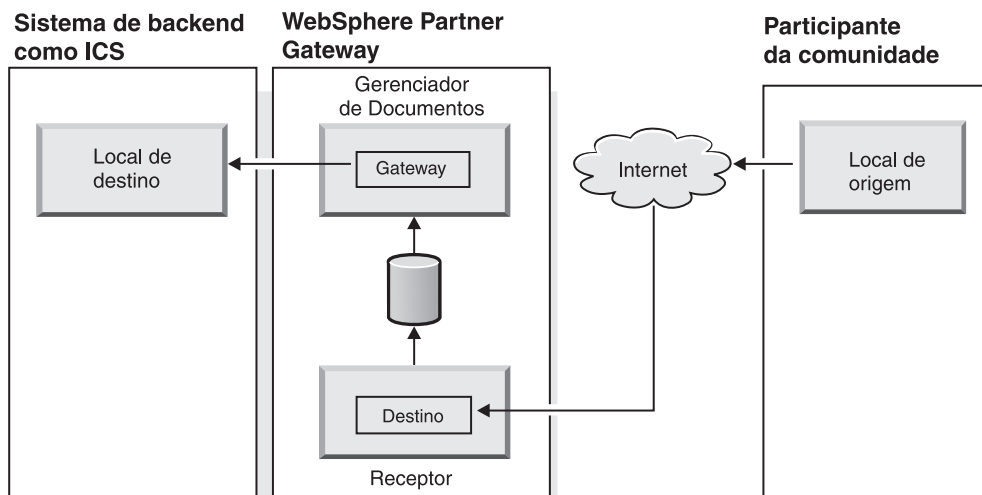 Sistema de backend
como ICS
WebSphere Partner
Gateway
Participante
da comunidade
Gerenciador
de Documentos
Local de
destino
Gateway
Internet
Local de
origem
Destino
Receptor